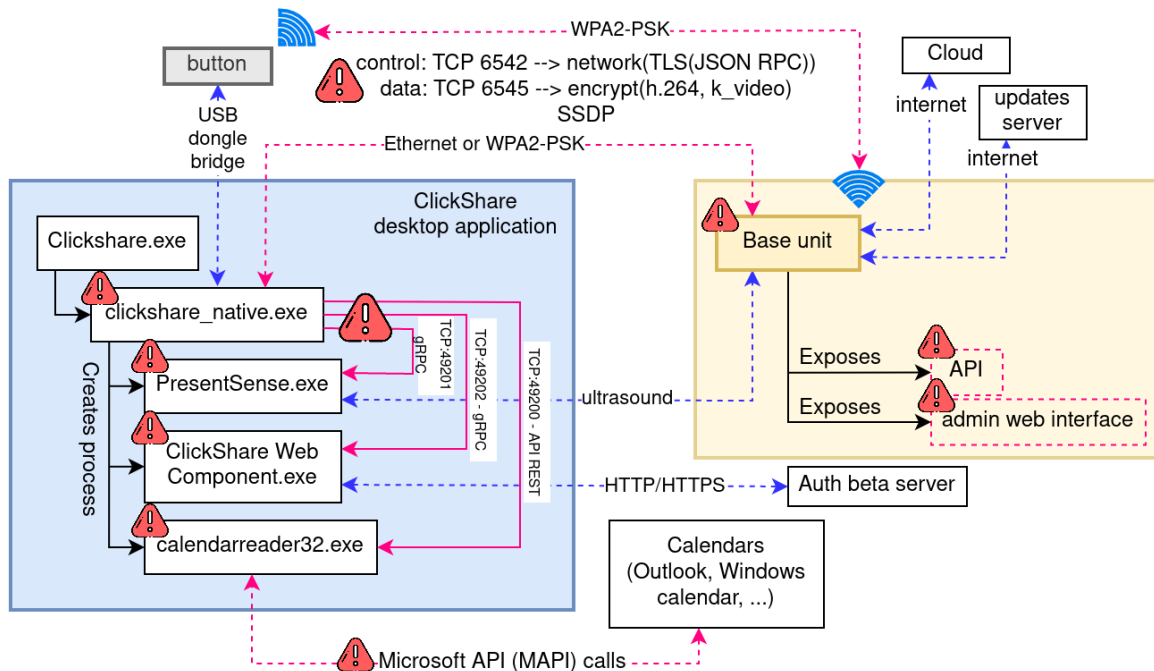 WPA2-PSK
button
control: TCP 6542 --> network(TLS(JSON RPC))
data: TCP 6545 --> encrypt(h.264, k_video)
SSDP
Cloud
internet
updates
server
internet
USB
dongle
bridge
Ethernet or WPA2-PSK
ClickShare
desktop application
Clickshare.exe
clickshare_native.exe
Base unit
TCP:49201
gRPC
TCP:49202 - gRPC
TCP:49200 - API REST
Creates process
PresentSense.exe
ultrasound
Exposes
API
Exposes
admin web interface
ClickShare Web
Component.exe
HTTP/HTTPS
Auth beta server
calendarreader32.exe
Calendars
(Outlook, Windows
calendar, ...)
Microsoft API (MAPI) calls